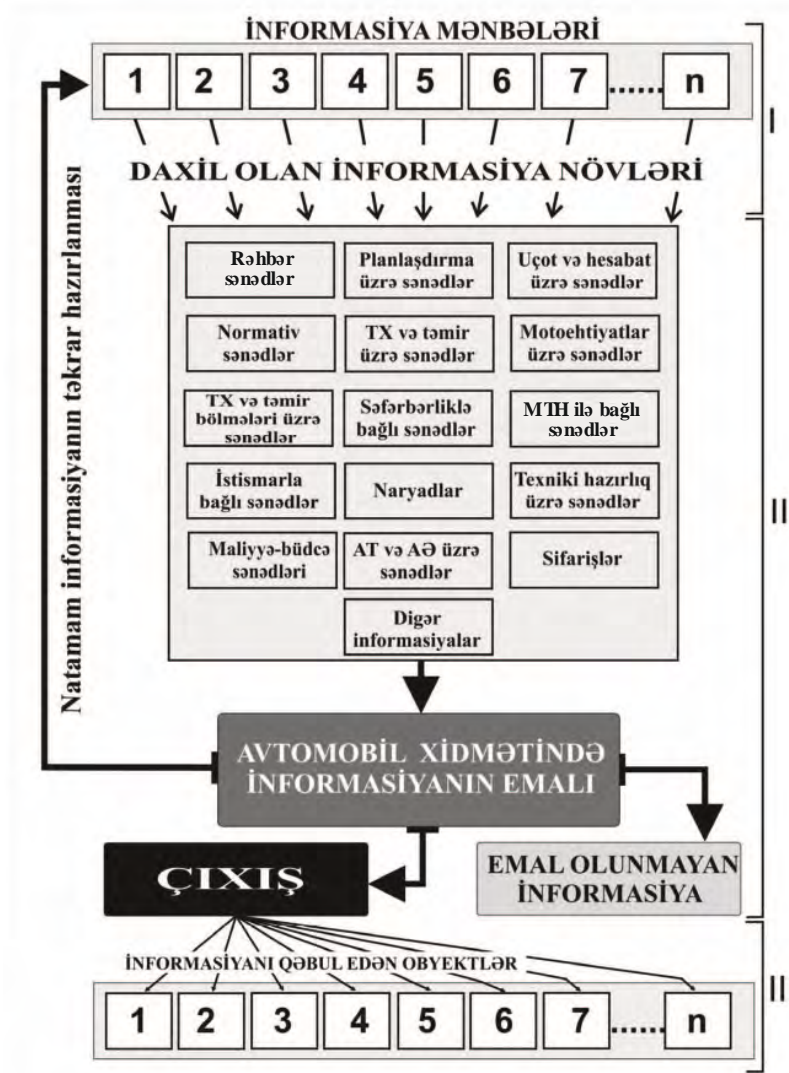 İNFORMASİYA MƏNBƏLƏRİ
1 2 3 4 5 6 7 ...... n
I
DAXİL OLAN İNFORMASİYA NÖVLƏRİ
Natamam informasiyanın təkrar hazırlanması
Rəhbər
sənədlər
Planlaşdırma
üzrə sənədlər
Uçot və hesabat
üzrə sənədlər
Normativ
sənədlər
TX və təmir
üzrə sənədlər
Motoehtiyatlar
üzrə sənədlər
TX və təmir
bölmələri üzrə
sənədlər
Səfərbərliklə
bağlı sənədlər
MTH ilə bağlı
sənədlər
İstismarla
bağlı sənədlər
Naryadlar
Texniki hazırlıq
üzrə sənədlər
Maliyyə-büdcə
sənədləri
AT və AƏ üzrə
sənədlər
Sifarişlər
Digər
informasiyalar
II
AVTOMOBİL XİDMƏTİNDƏ
İNFORMASİYANIN EMALI
ÇIXIŞ
EMAL OLUNMAYAN
İNFORMASİYA
İNFORMASİYANI QƏBUL EDƏN OBYEKTLƏR
II
1 2 3 4 5 6 7 ...... n